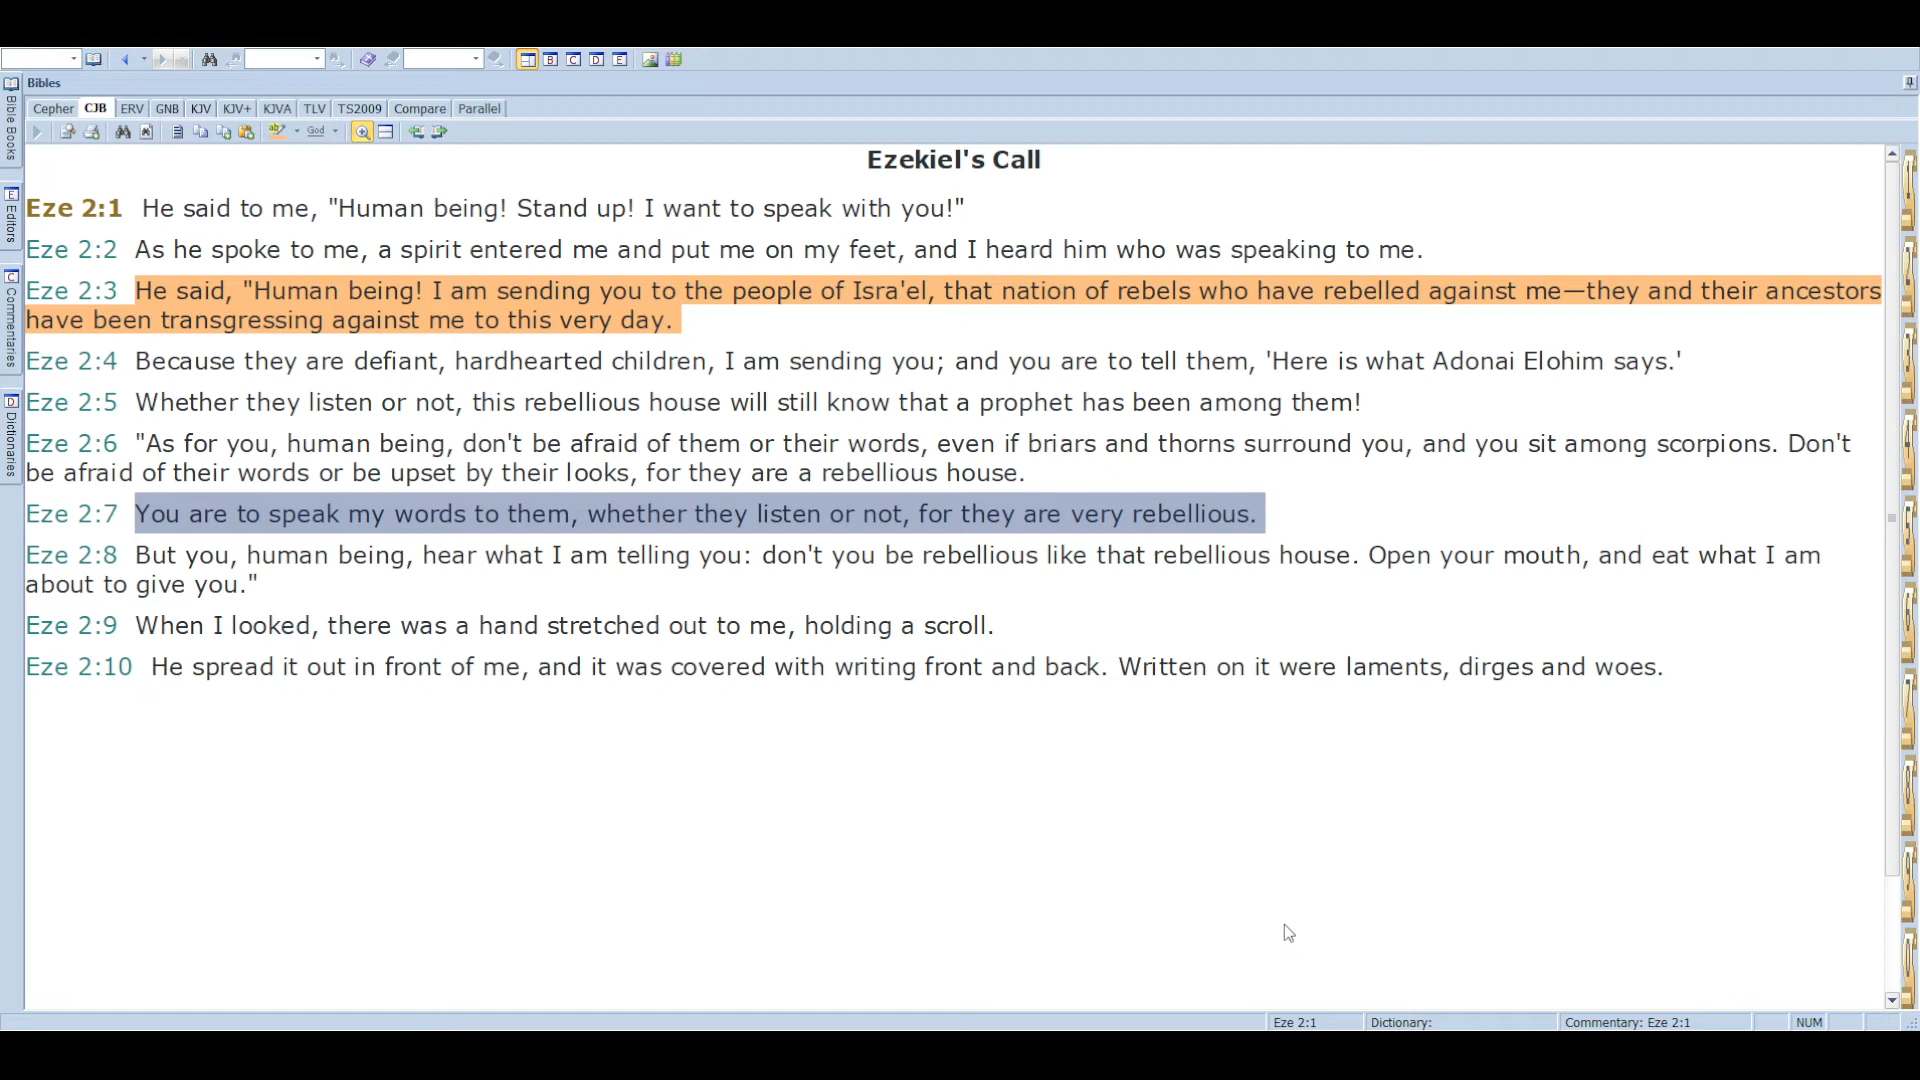 B C D E
Bibles
Cepher CJB ERV GNB KJV KJV+ KJVA TLV TS2009 Compare Parallel
God
Bible Books
E Editors
C Commentaries
D Dictionaries
Ezekiel's Call
Eze 2:1 He said to me, "Human being! Stand up! I want to speak with you!"
Eze 2:2 As he spoke to me, a spirit entered me and put me on my feet, and I heard him who was speaking to me.
Eze 2:3 He said, "Human being! I am sending you to the people of Isra'el, that nation of rebels who have rebelled against me—they and their ancestors
have been transgressing against me to this very day.
Eze 2:4 Because they are defiant, hardhearted children, I am sending you; and you are to tell them, 'Here is what Adonai Elohim says.'
Eze 2:5 Whether they listen or not, this rebellious house will still know that a prophet has been among them!
Eze 2:6 "As for you, human being, don't be afraid of them or their words, even if briars and thorns surround you, and you sit among scorpions. Don't
be afraid of their words or be upset by their looks, for they are a rebellious house.
Eze 2:7 You are to speak my words to them, whether they listen or not, for they are very rebellious.
Eze 2:8 But you, human being, hear what I am telling you: don't you be rebellious like that rebellious house. Open your mouth, and eat what I am
about to give you."
Eze 2:9 When I looked, there was a hand stretched out to me, holding a scroll.
Eze 2:10 He spread it out in front of me, and it was covered with writing front and back. Written on it were laments, dirges and woes.
Eze 2:1 Dictionary: Commentary: Eze 2:1 NUM